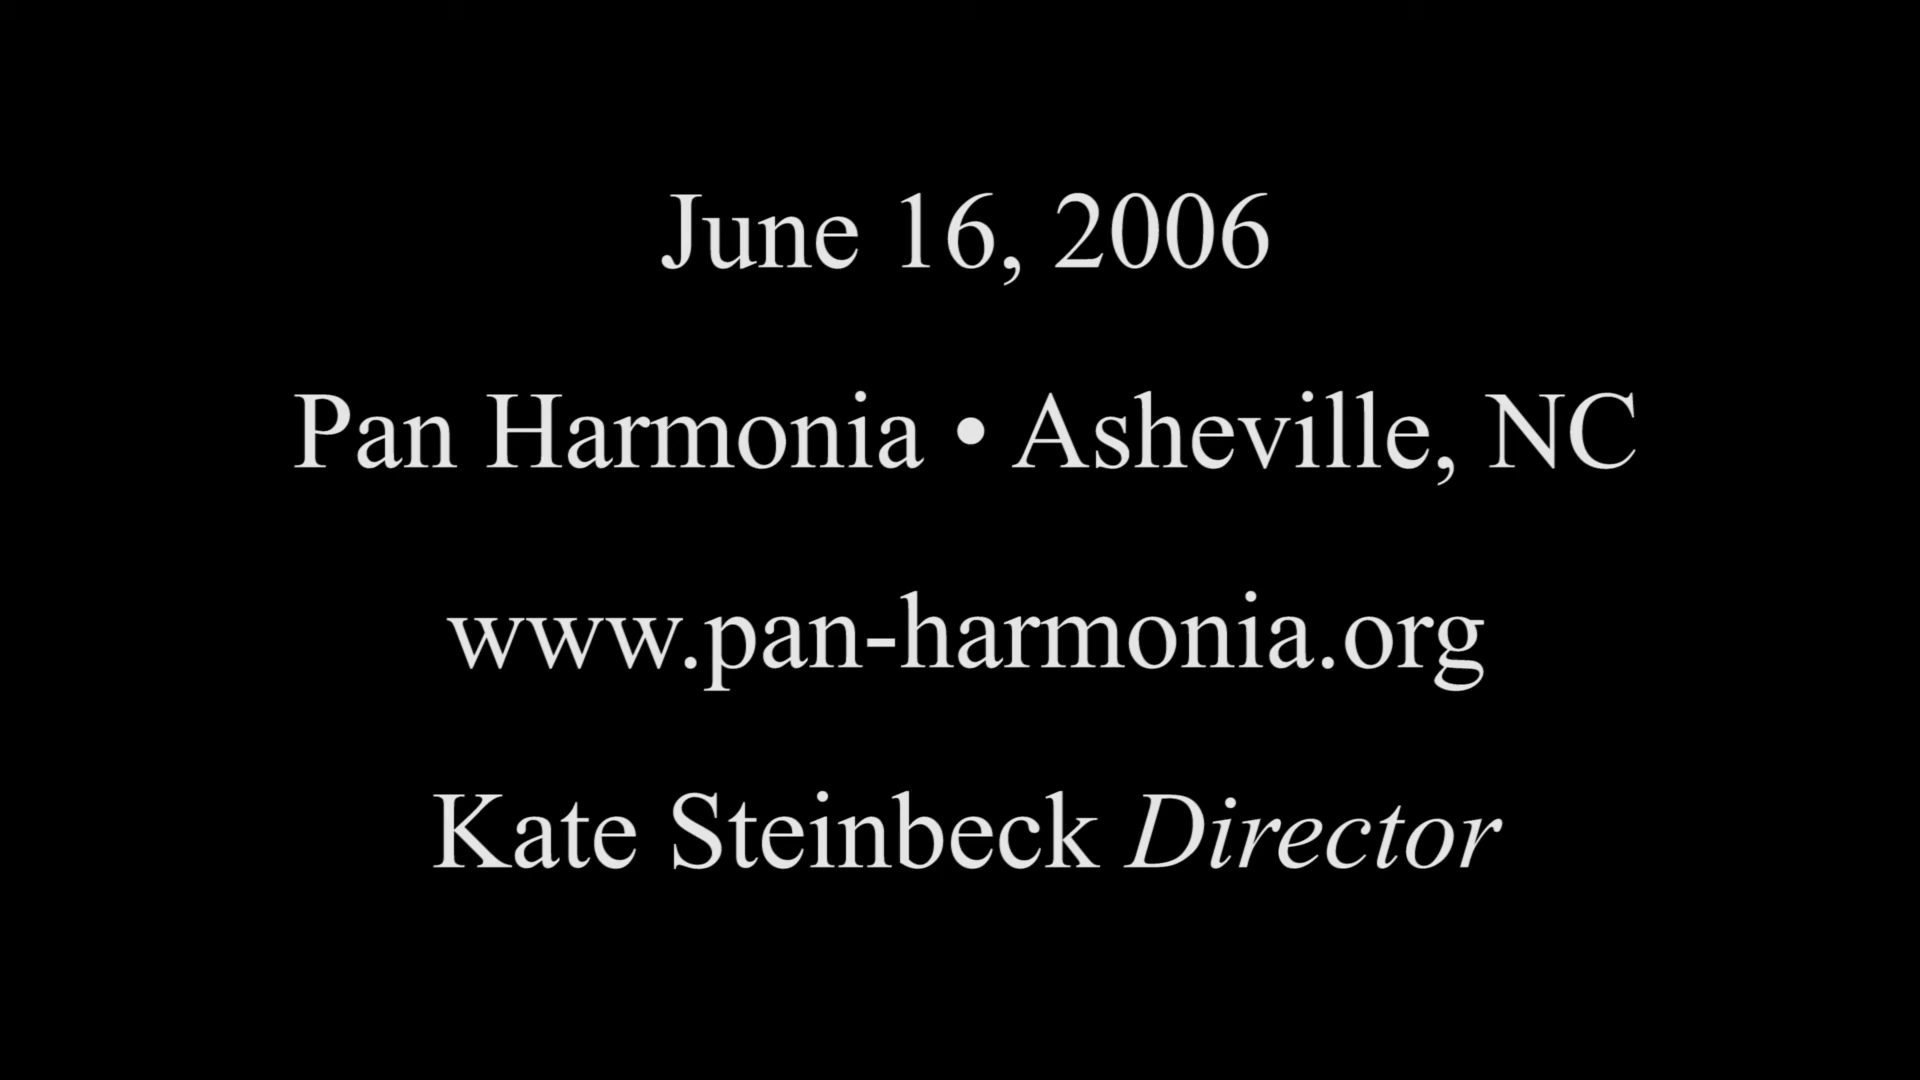 June 16, 2006
Pan Harmonia • Asheville, NC
www.pan-harmonia.org
Kate Steinbeck Director